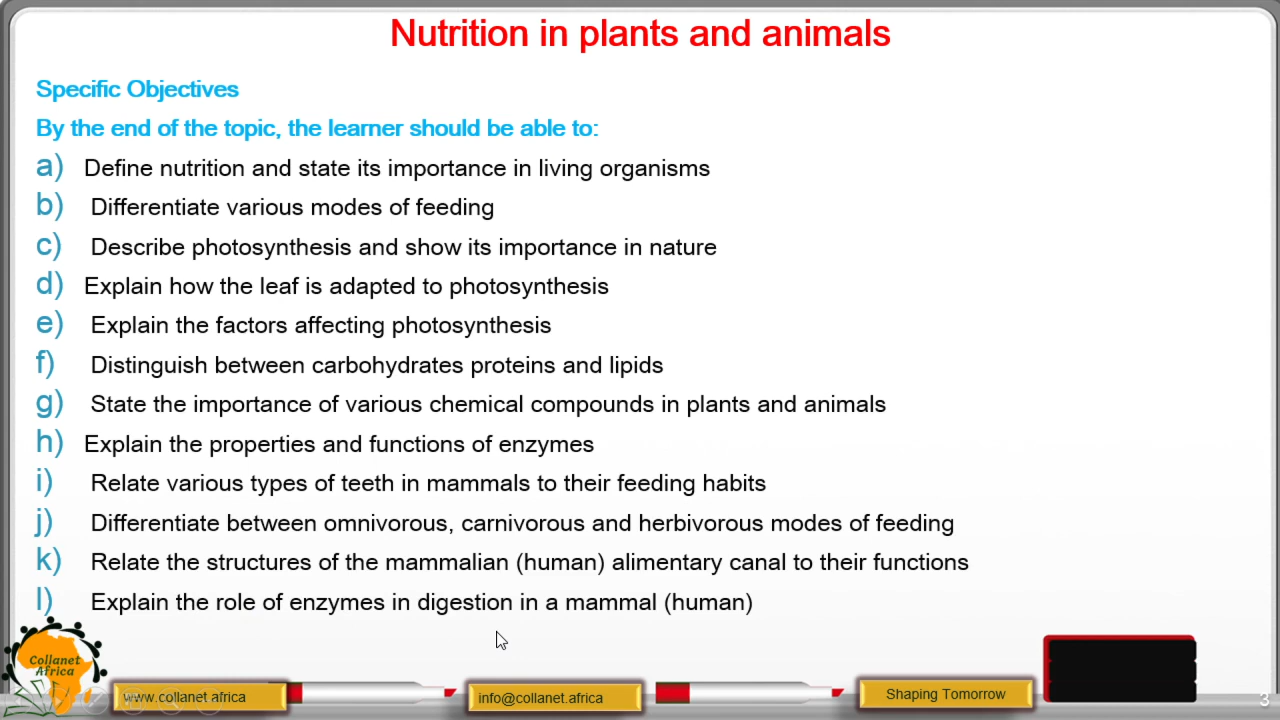 Nutrition in plants and animals
Specific Objectives
By the end of the topic, the learner should be able to:
a) Define nutrition and state its importance in living organisms
b) Differentiate various modes of feeding
c) Describe photosynthesis and show its importance in nature
d) Explain how the leaf is adapted to photosynthesis
e) Explain the factors affecting photosynthesis
f) Distinguish between carbohydrates proteins and lipids
g) State the importance of various chemical compounds in plants and animals
h) Explain the properties and functions of enzymes
i) Relate various types of teeth in mammals to their feeding habits
j) Differentiate between omnivorous, carnivorous and herbivorous modes of feeding
k) Relate the structures of the mammalian (human) alimentary canal to their functions
l) Explain the role of enzymes in digestion in a mammal (human)
Collanet
Africa
www.collanet.africa
info@collanet.africa
Shaping Tomorrow
3